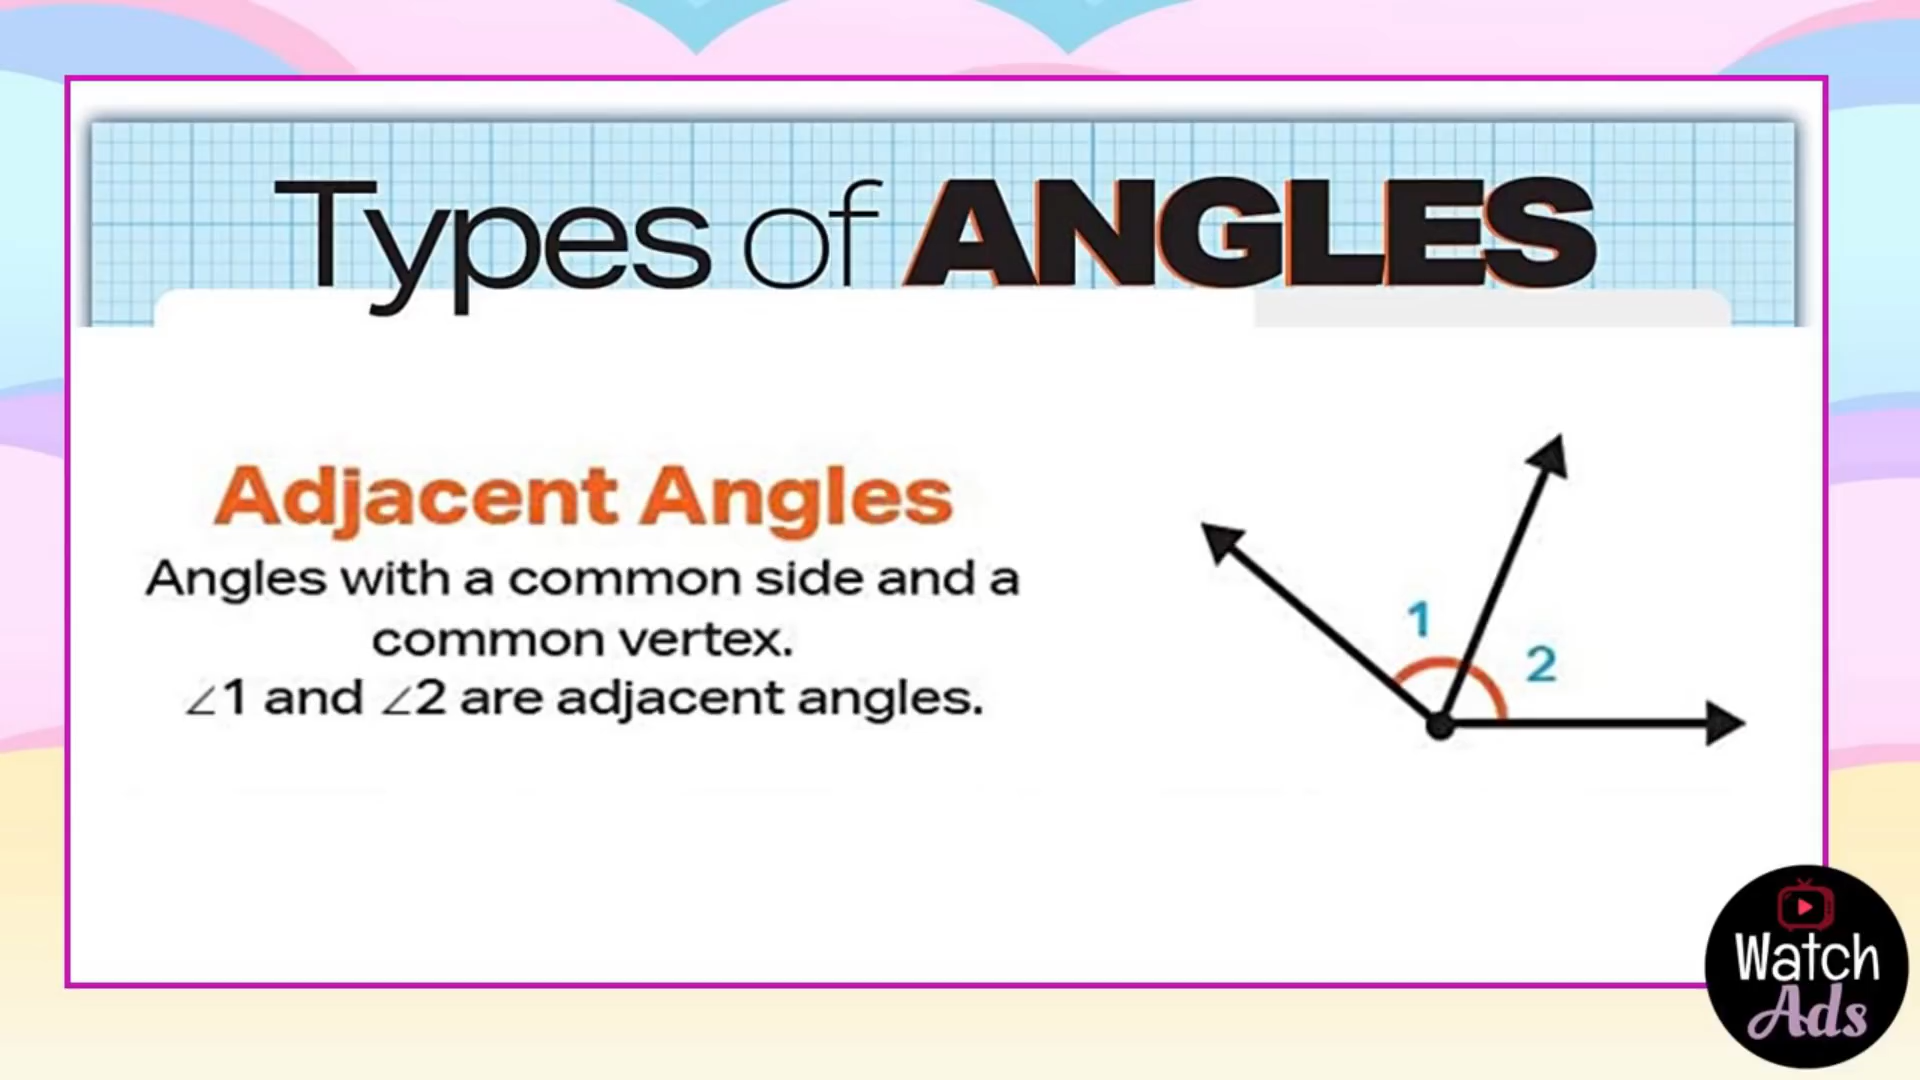 Types of ANGLES
Adjacent Angles
Angles with a common side and a
common vertex.
∠1 and ∠2 are adjacent angles.
1
2
Watch
Ads